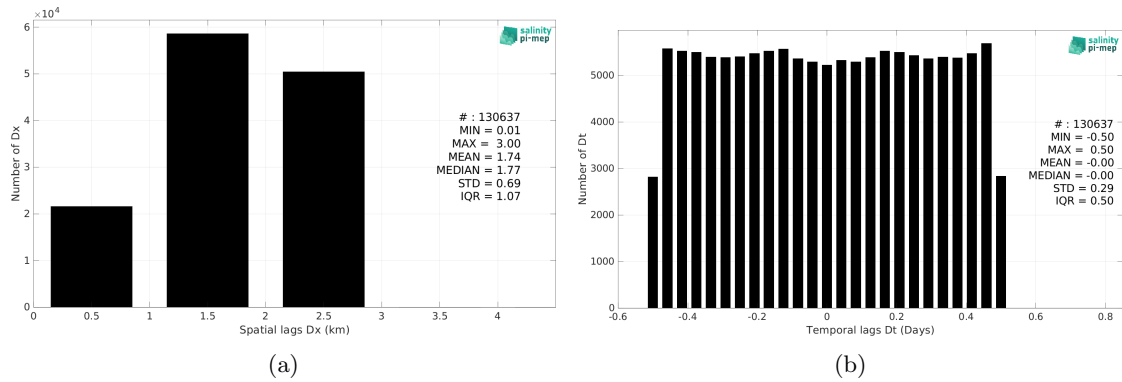 ×10⁴
6
5
4
3
2
1
0
0 0.5 1 1.5 2 2.5 3 3.5 4
Number of Dx
Spatial lags Dx (km)
salinity
pi-mep
# : 130637
MIN = 0.01
MAX = 3.00
MEAN = 1.74
MEDIAN = 1.77
STD = 0.69
IQR = 1.07
(a)
5000
4000
3000
2000
1000
0
-0.6 -0.4 -0.2 0 0.2 0.4 0.6 0.8
Number of Dt
Temporal lags Dt (Days)
salinity
pi-mep
# : 130637
MIN = -0.50
MAX = 0.50
MEAN = -0.00
MEDIAN = -0.00
STD = 0.29
IQR = 0.50
(b)